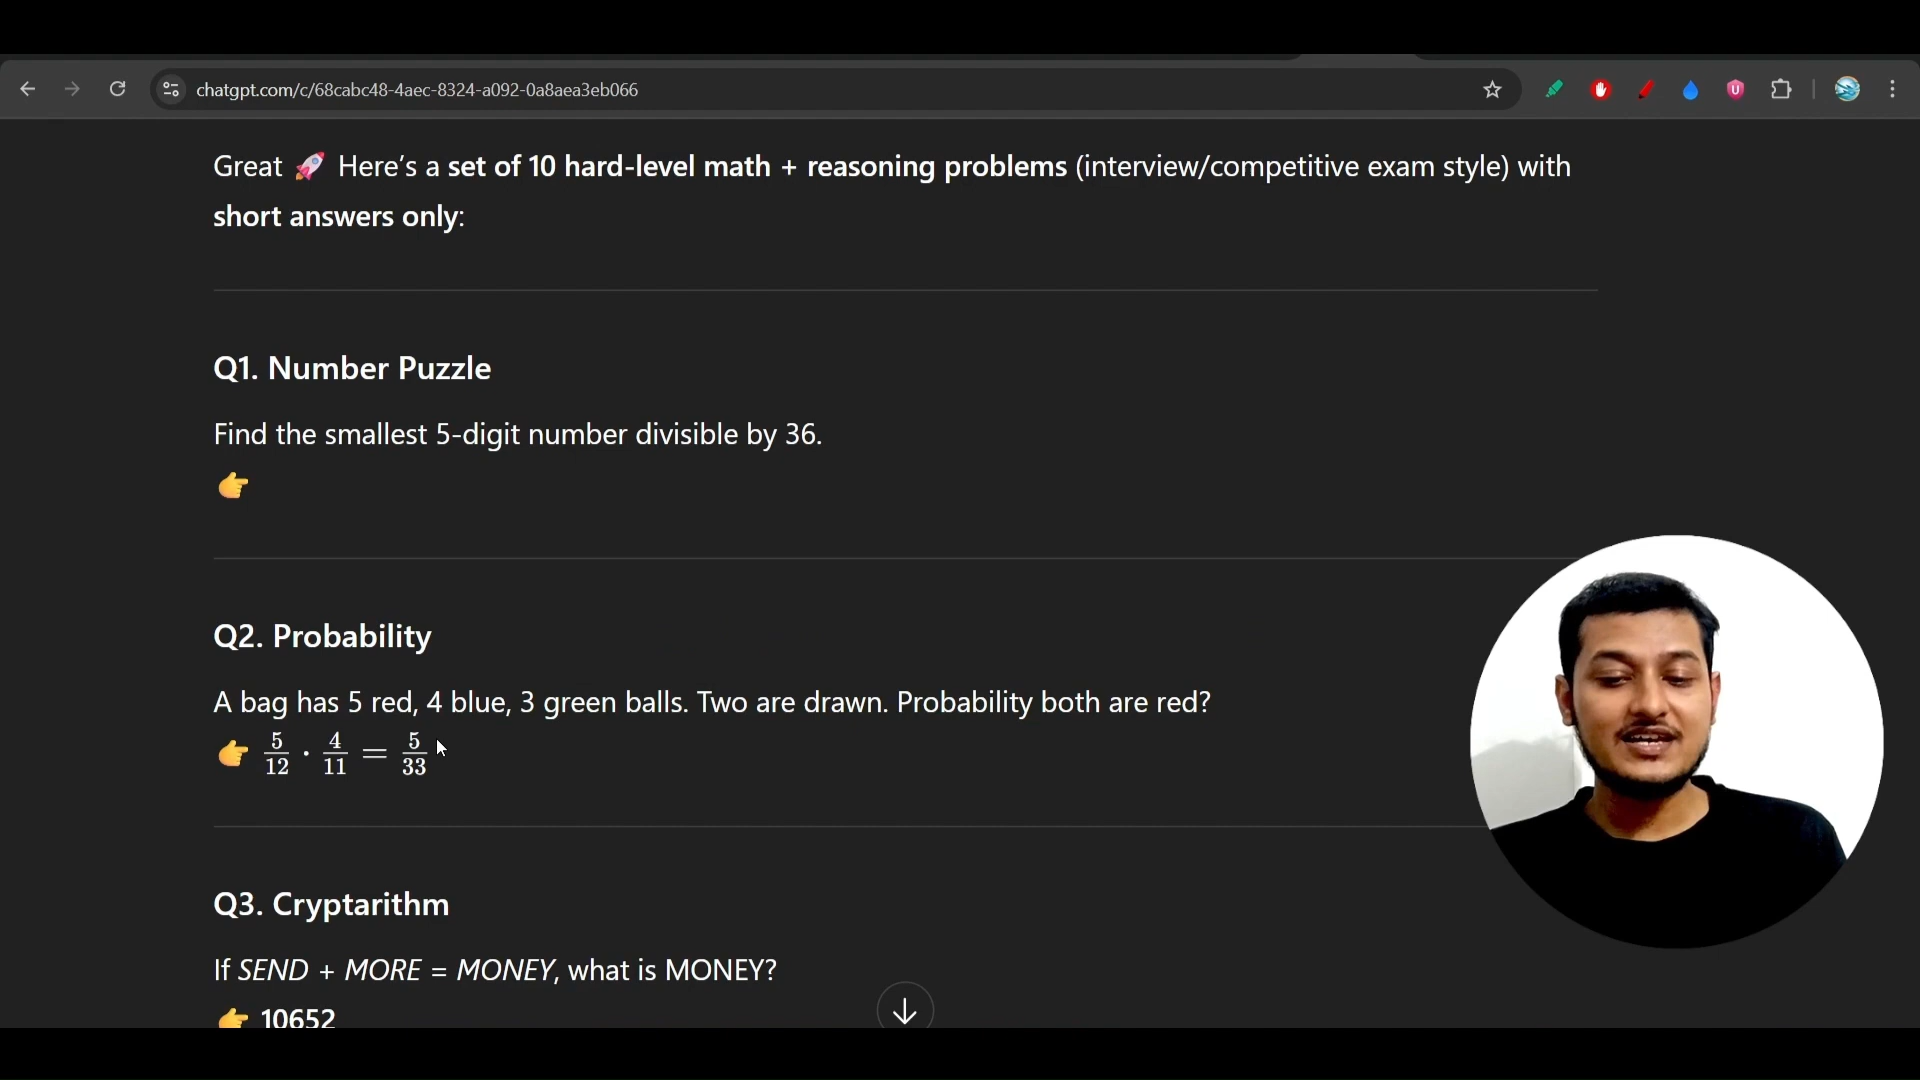 chatgpt.com/c/68cabc48-4aec-8324-a092-0a8aea3eb066
Great 🚀 Here’s a set of 10 hard-level math + reasoning problems (interview/competitive exam style) with
short answers only:
Q1. Number Puzzle
Find the smallest 5-digit number divisible by 36.
👉
Q2. Probability
A bag has 5 red, 4 blue, 3 green balls. Two are drawn. Probability both are red?
👉 5/12 · 4/11 = 5/33
Q3. Cryptarithm
If SEND + MORE = MONEY, what is MONEY?
👉 10652